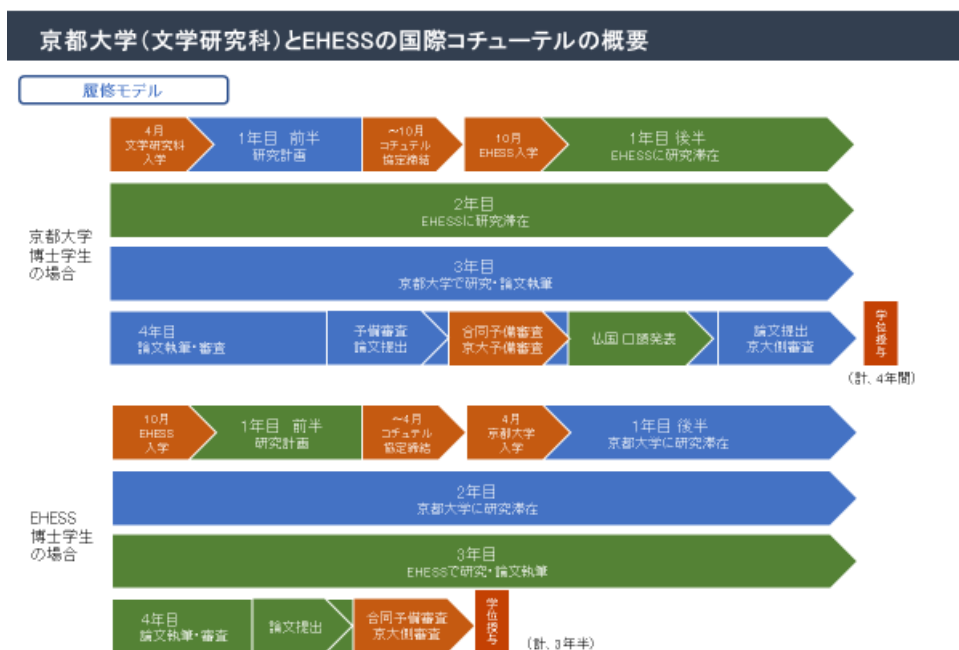 京都大学(文学研究科)とEHESSの国際コチューテルの概要
履修モデル
4月
文学研究科
入学
1年目 前半
研究計画
~10月
コチュテル
協定締結
10月
EHESS入学
1年目 後半
EHESSに研究滞在
2年目
EHESSに研究滞在
京都大学
博士学生
の場合
3年目
京都大学で研究・論文執筆
4年目
論文執筆・審査
予備審査
論文提出
合同予備審査
京大予備審査
仏国 口頭発表
論文提出
京大側審査
学位授与
(計、4年間)
10月
EHESS
入学
1年目 前半
研究計画
~4月
コチュテル
協定締結
4月
京都大学
入学
1年目 後半
京都大学に研究滞在
2年目
京都大学に研究滞在
EHESS
博士学生
の場合
3年目
EHESSで研究・論文執筆
4年目
論文執筆・審査
論文提出
合同予備審査
京大側審査
学位授与
(計、3年半)